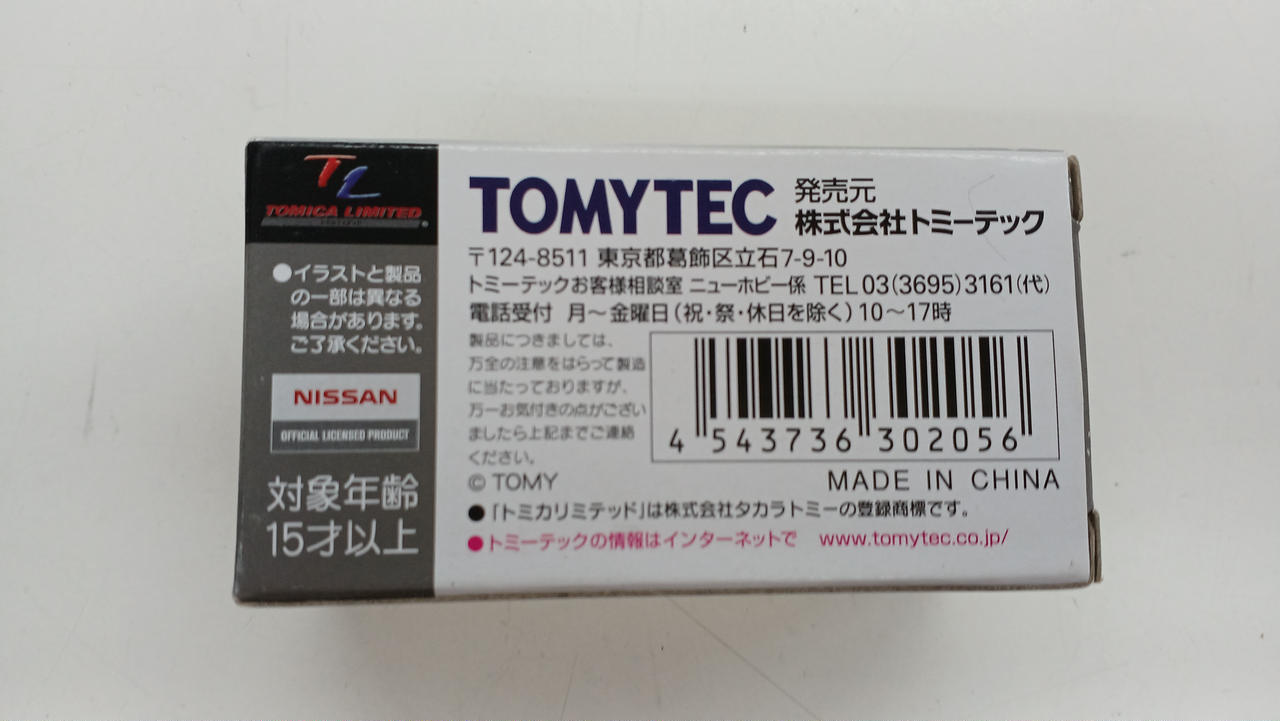 TL
TOMICA LIMITED
●イラストと製品
の一部は異なる
場合があります。
ご了承ください。
NISSAN
OFFICIAL LICENSED PRODUCT
対象年齢
15才以上
TOMYTEC
発売元
株式会社トミーテック
〒124-8511 東京都葛飾区立石7-9-10
トミーテックお客様相談室 ニューホビー係 TEL 03(3695)3161(代)
電話受付 月〜金曜日(祝・祭・休日を除く)10〜17時
製品につきましては、
万全の注意をはらって製造
に当たっておりますが、
万一お気付きの点がござい
ましたら上記までご連絡
ください。
4 543736 302056
© TOMY
MADE IN CHINA
●「トミカリミテッド」は株式会社タカラトミーの登録商標です。
●トミーテックの情報はインターネットで www.tomytec.co.jp/